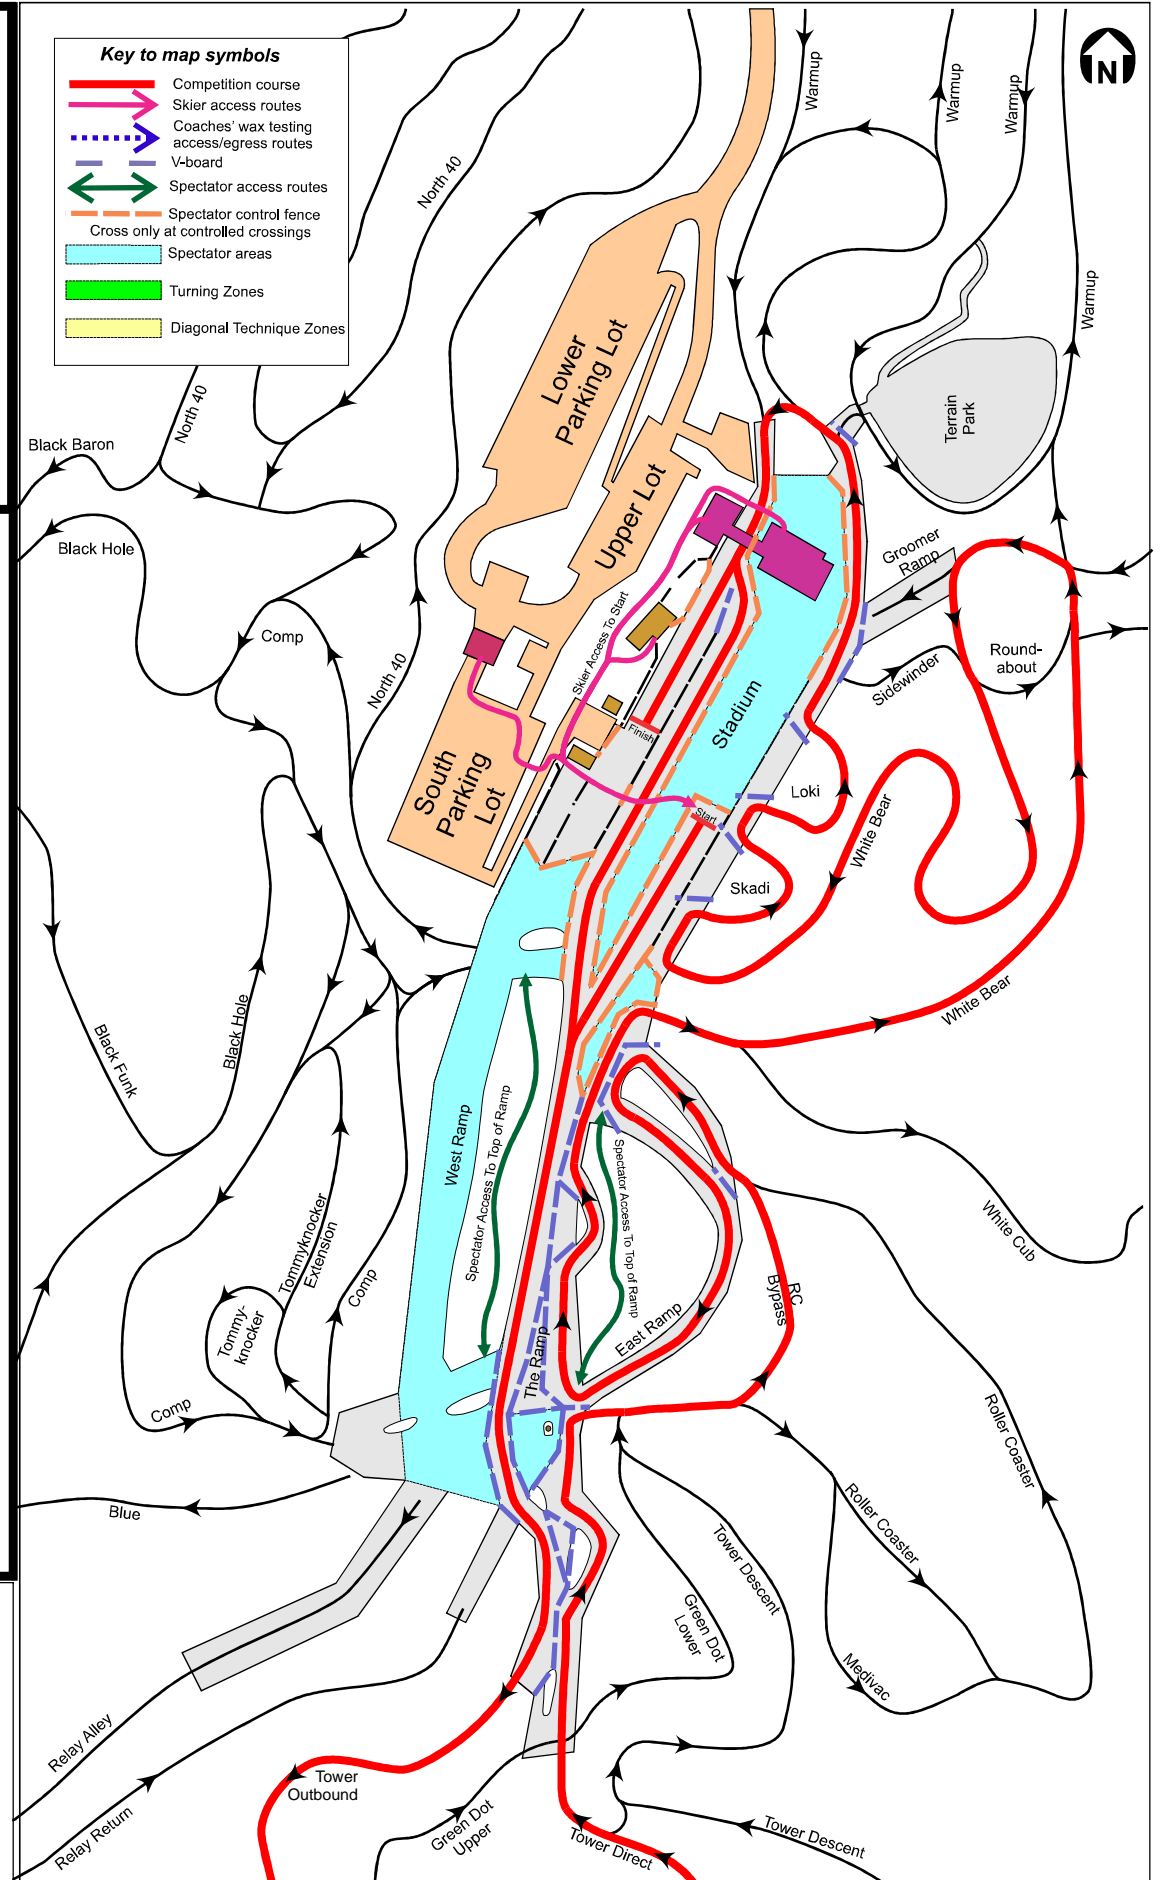 Key to map symbols
Competition course
Skier access routes
Coaches' wax testing
access/egress routes
V-board
Spectator access routes
Spectator control fence
Cross only at controlled crossings
Spectator areas
Turning Zones
Diagonal Technique Zones
N
Warmup
Warmup
Warmup
Warmup
North 40
North 40
North 40
Black Baron
Black Hole
Comp
Lower
Parking Lot
Upper Lot
South
Parking
Lot
Terrain
Park
Groomer
Ramp
Round-
about
Sidewinder
Skier Access To Start
Finish
Stadium
Start
Loki
Skadi
White Bear
White Bear
Black Funk
Black Hole
West Ramp
Spectator Access To Top of Ramp
Spectator Access To Top of Ramp
The Ramp
East Ramp
RC
Bypass
White Cub
Tommyknocker
Extension
Tommy-
knocker
Comp
Comp
Blue
Roller Coaster
Roller Coaster
Tower Descent
Green Dot
Lower
Medivac
Relay Alley
Relay Return
Tower
Outbound
Green Dot
Upper
Tower Direct
Tower Descent